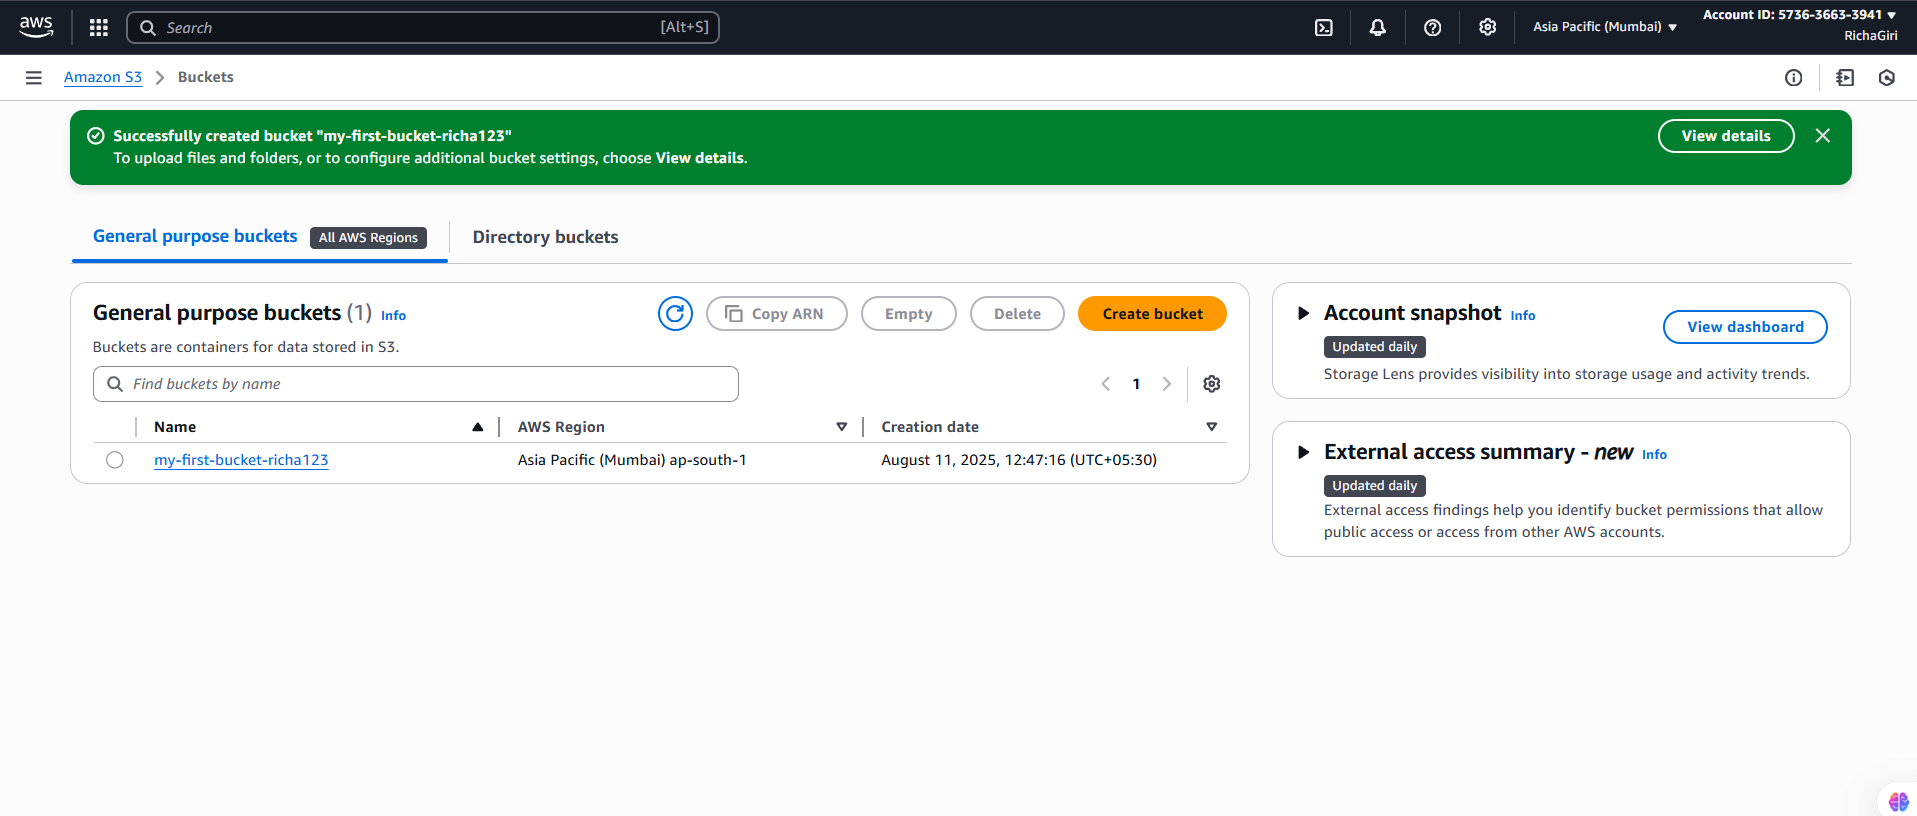 aws
Search [Alt+S]
Asia Pacific (Mumbai)
Account ID: 5736-3663-3941
RichaGiri
Amazon S3 > Buckets
Successfully created bucket "my-first-bucket-richa123"
To upload files and folders, or to configure additional bucket settings, choose View details.
View details
General purpose buckets All AWS Regions
Directory buckets
General purpose buckets (1) Info
Copy ARN
Empty
Delete
Create bucket
Buckets are containers for data stored in S3.
Find buckets by name
1
Name AWS Region Creation date
my-first-bucket-richa123 Asia Pacific (Mumbai) ap-south-1 August 11, 2025, 12:47:16 (UTC+05:30)
Account snapshot Info
View dashboard
Updated daily
Storage Lens provides visibility into storage usage and activity trends.
External access summary - new Info
Updated daily
External access findings help you identify bucket permissions that allow
public access or access from other AWS accounts.